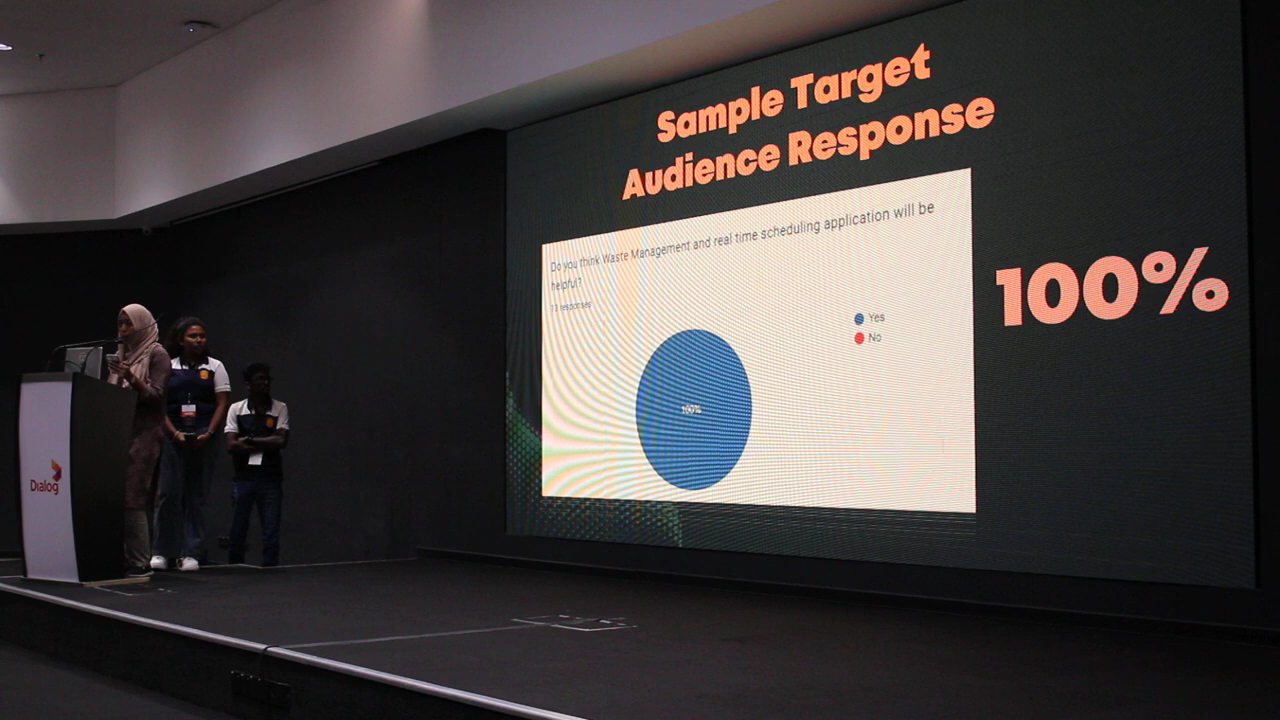 Sample Target
Audience Response
Do you think Waste Management and real time scheduling application will be
helpful?
responses
Yes
No
100%
100%
Dialog